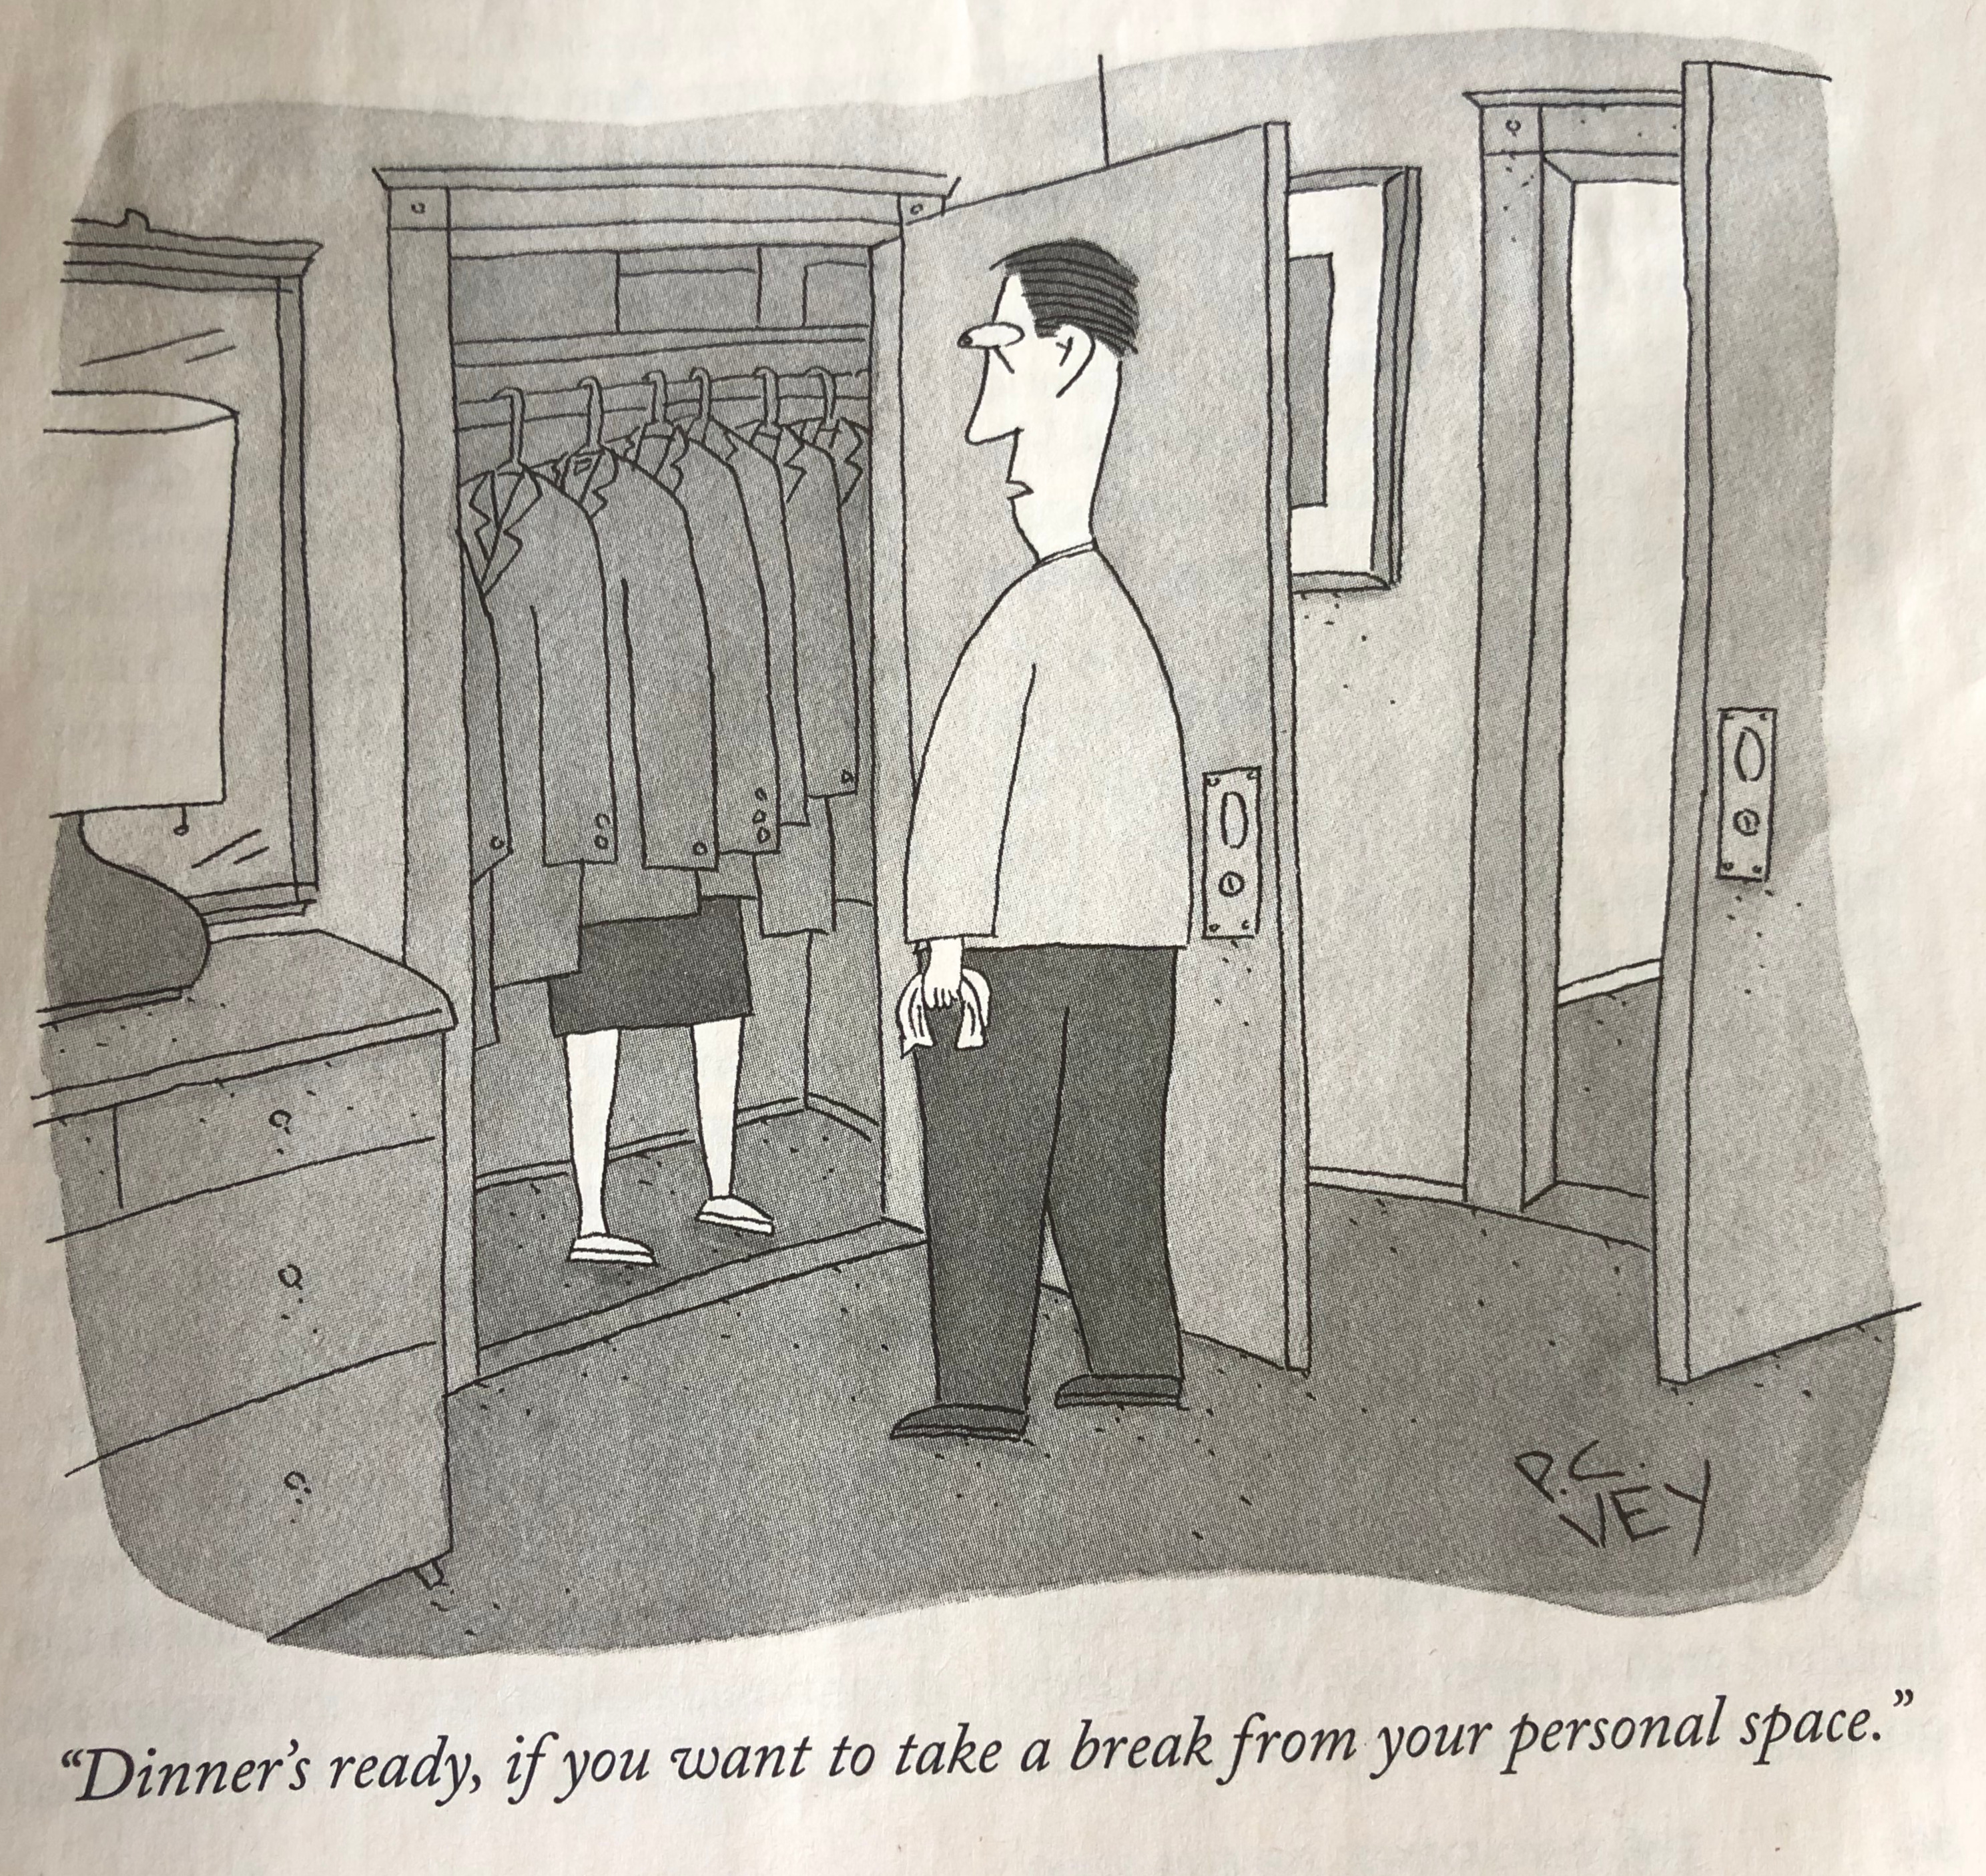 P.C.
VEY
“Dinner’s ready, if you want to take a break from your personal space.”